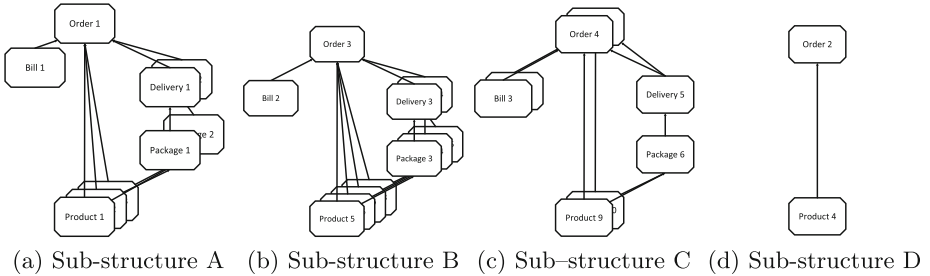 Order 1
Bill 1
Delivery 1
e 2
Package 1
Product 1
Order 3
Bill 2
Delivery 3
Package 3
Product 5
Order 4
Bill 3
Delivery 5
Package 6
Product 9
0
Order 2
Product 4
(a) Sub-structure A (b) Sub-structure B (c) Sub–structure C (d) Sub-structure D